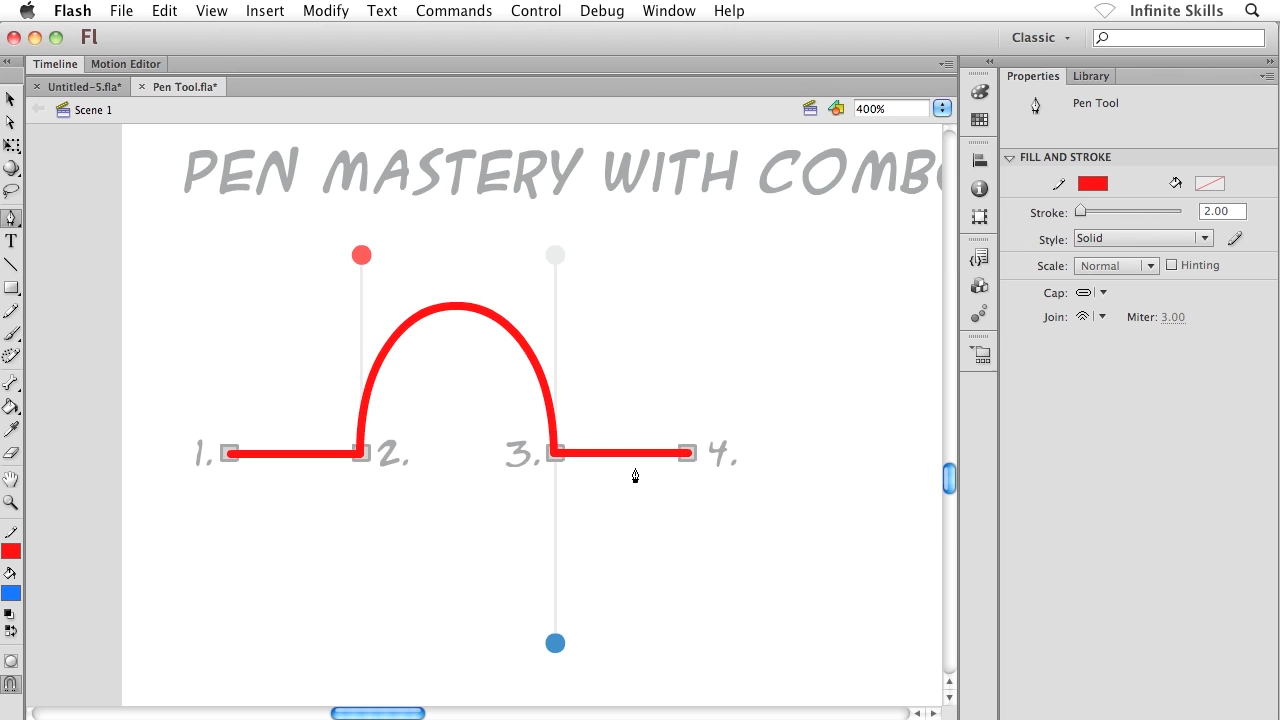 Flash File Edit View Insert Modify Text Commands Control Debug Window Help Infinite Skills
Fl Classic
Timeline Motion Editor
Untitled-5.fla* Pen Tool.fla*
Scene 1 400%
Properties Library
Pen Tool
FILL AND STROKE
Stroke: 2.00
Style: Solid
Scale: Normal Hinting
Cap:
Join: Miter: 3.00
PEN MASTERY WITH COMBO
1. 2. 3. 4.